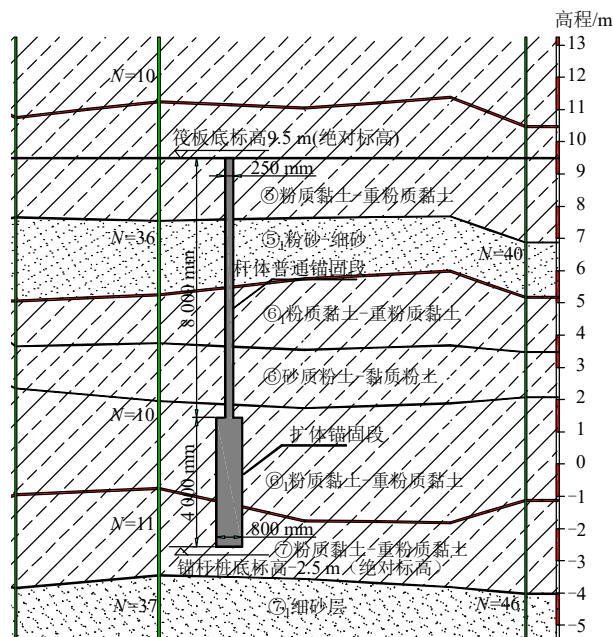 高程/m
13
N=10
12
11
10
筏板底标高9.5 m(绝对标高)
9
250 mm
⑤粉质黏土-重粉质黏土
8
N=36
⑤₁粉砂-细砂
7
N=40
杆体普通锚固段
6
8 000 mm
5
⑥₁粉质黏土-重粉质黏土
4
3
⑥砂质粉土-黏质粉土
2
N=10
1
扩体锚固段
0
4 000 mm
⑥₁粉质黏土-重粉质黏土
-1
N=11
800 mm
-2
⑦粉质黏土-重粉质黏土
-3
锚杆桩底标高-2.5 m（绝对标高）
-4
N=37
⑦₁细砂层
N=46
-5